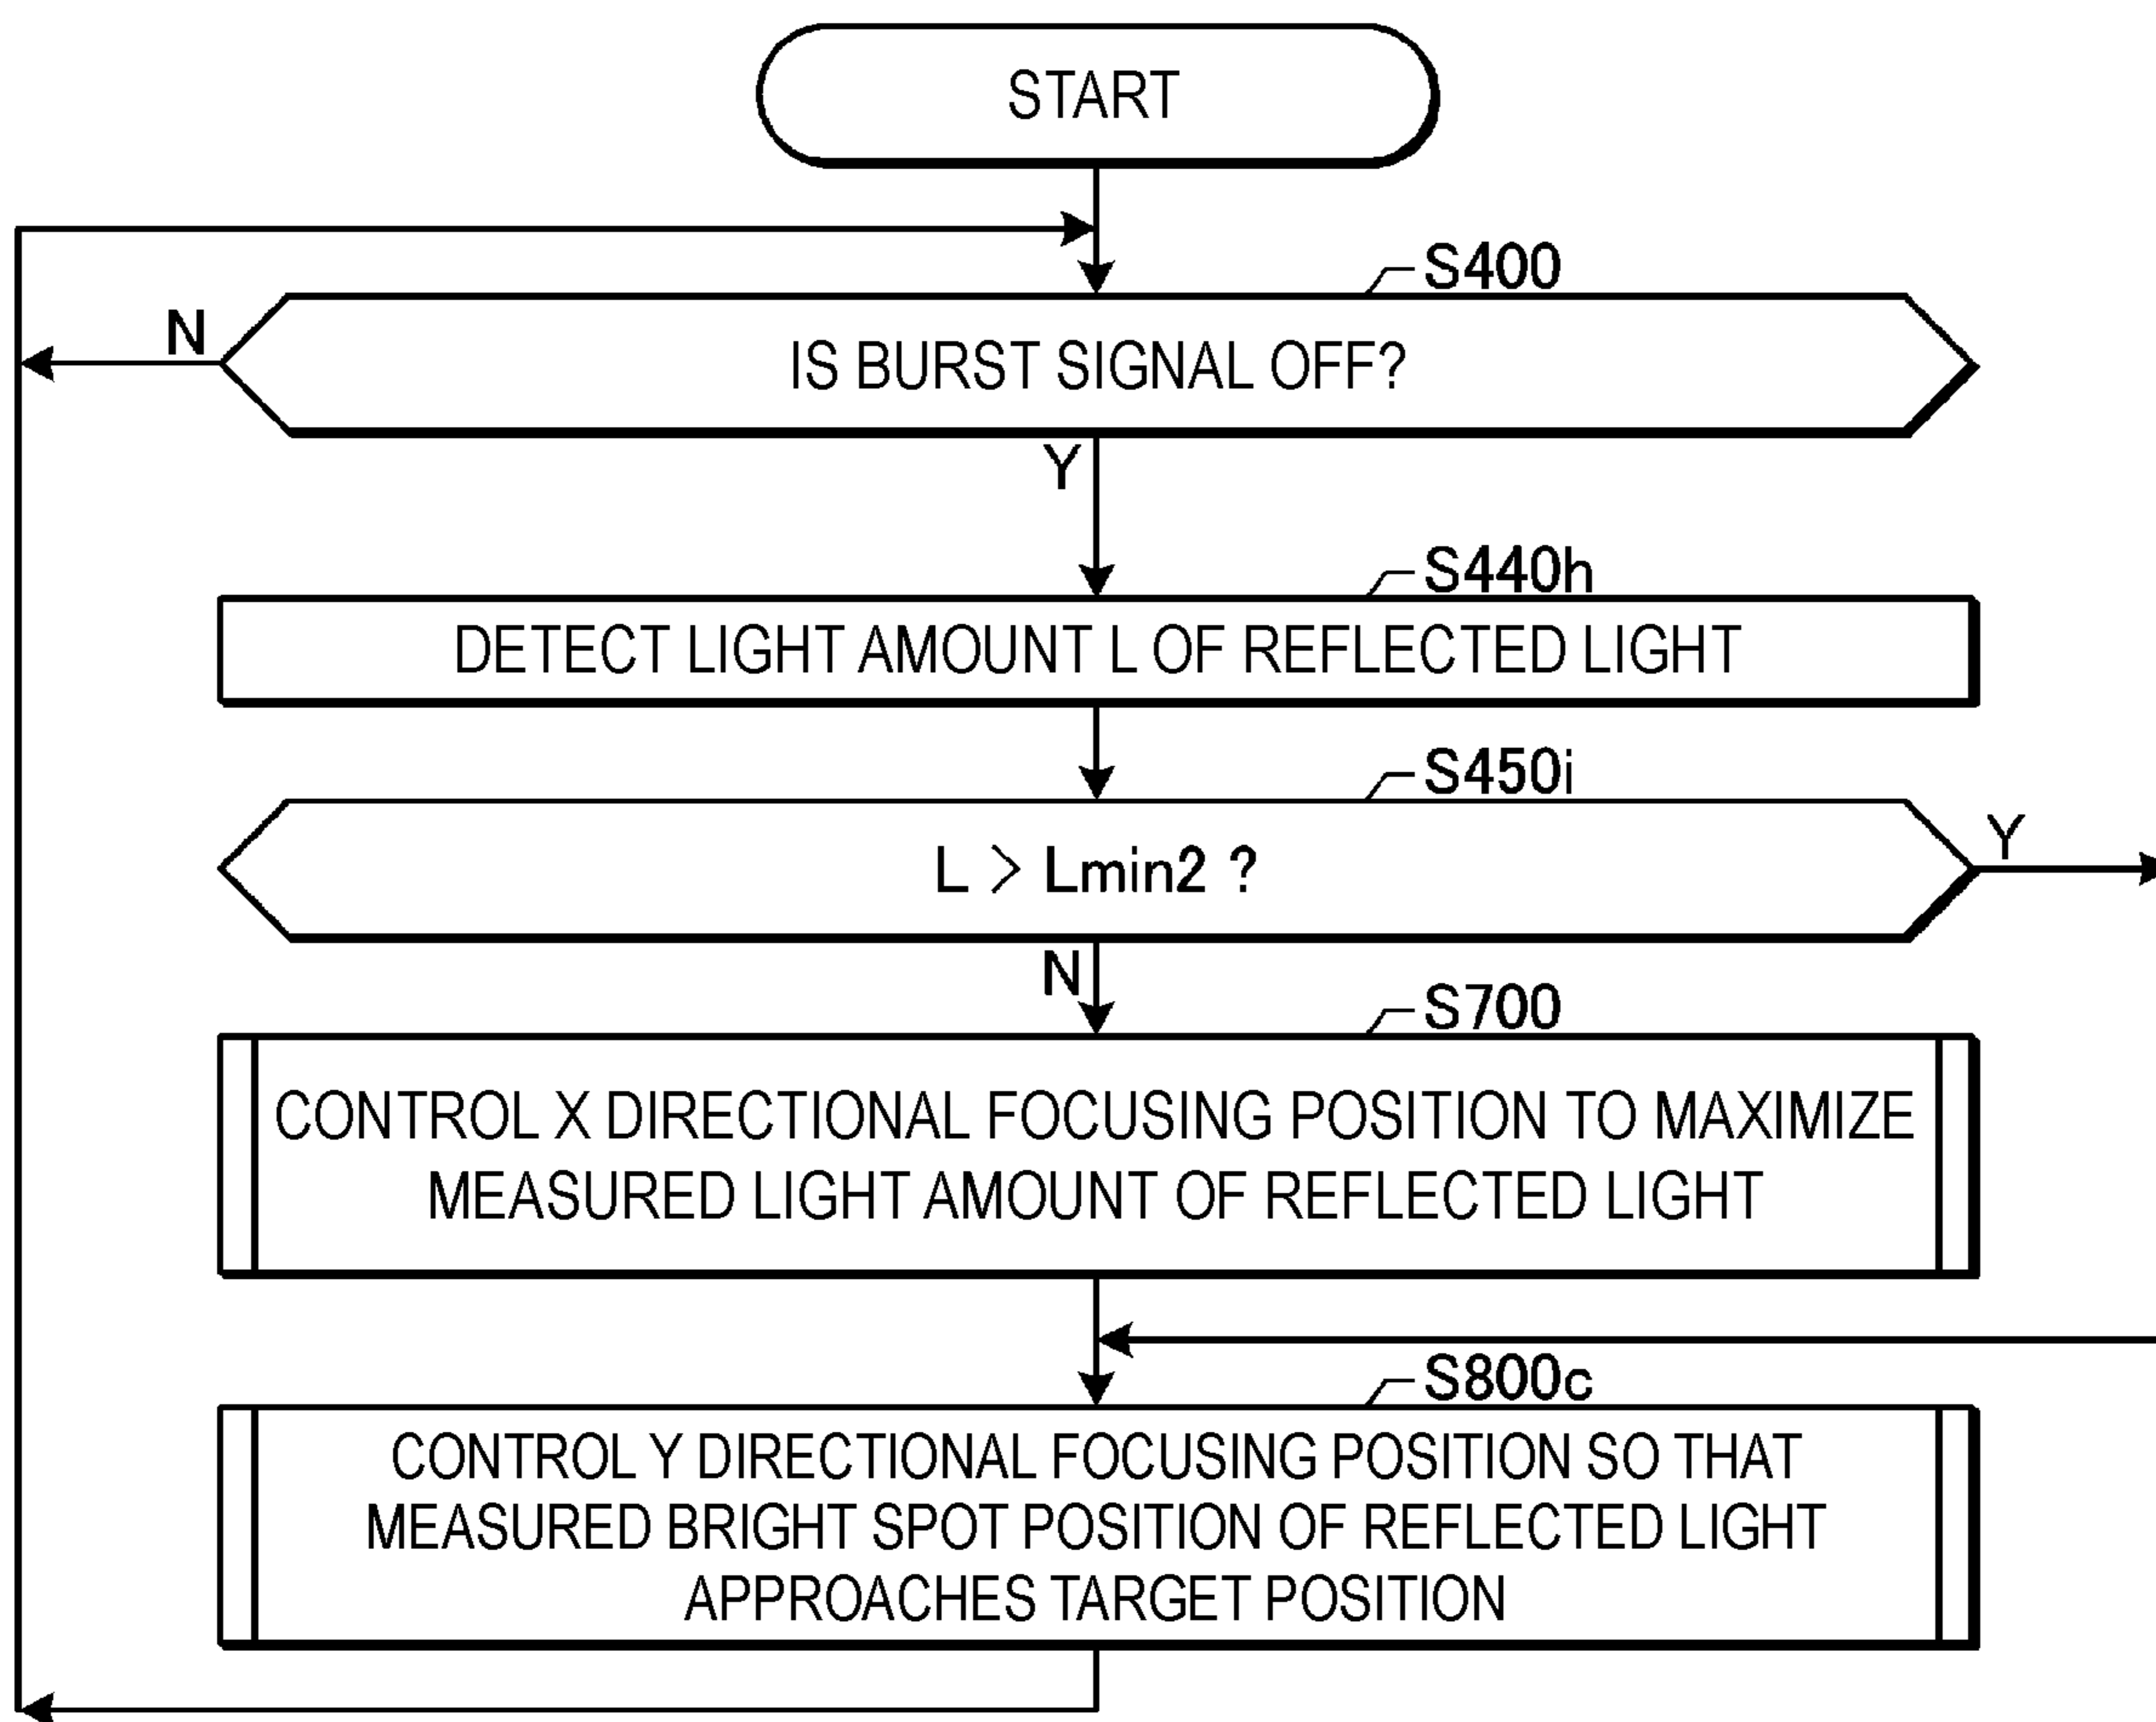 START
S400
N
IS BURST SIGNAL OFF?
Y
S440h
DETECT LIGHT AMOUNT L OF REFLECTED LIGHT
S450i
L > Lmin2 ?
Y
N
S700
CONTROL X DIRECTIONAL FOCUSING POSITION TO MAXIMIZE
MEASURED LIGHT AMOUNT OF REFLECTED LIGHT
S800c
CONTROL Y DIRECTIONAL FOCUSING POSITION SO THAT
MEASURED BRIGHT SPOT POSITION OF REFLECTED LIGHT
APPROACHES TARGET POSITION